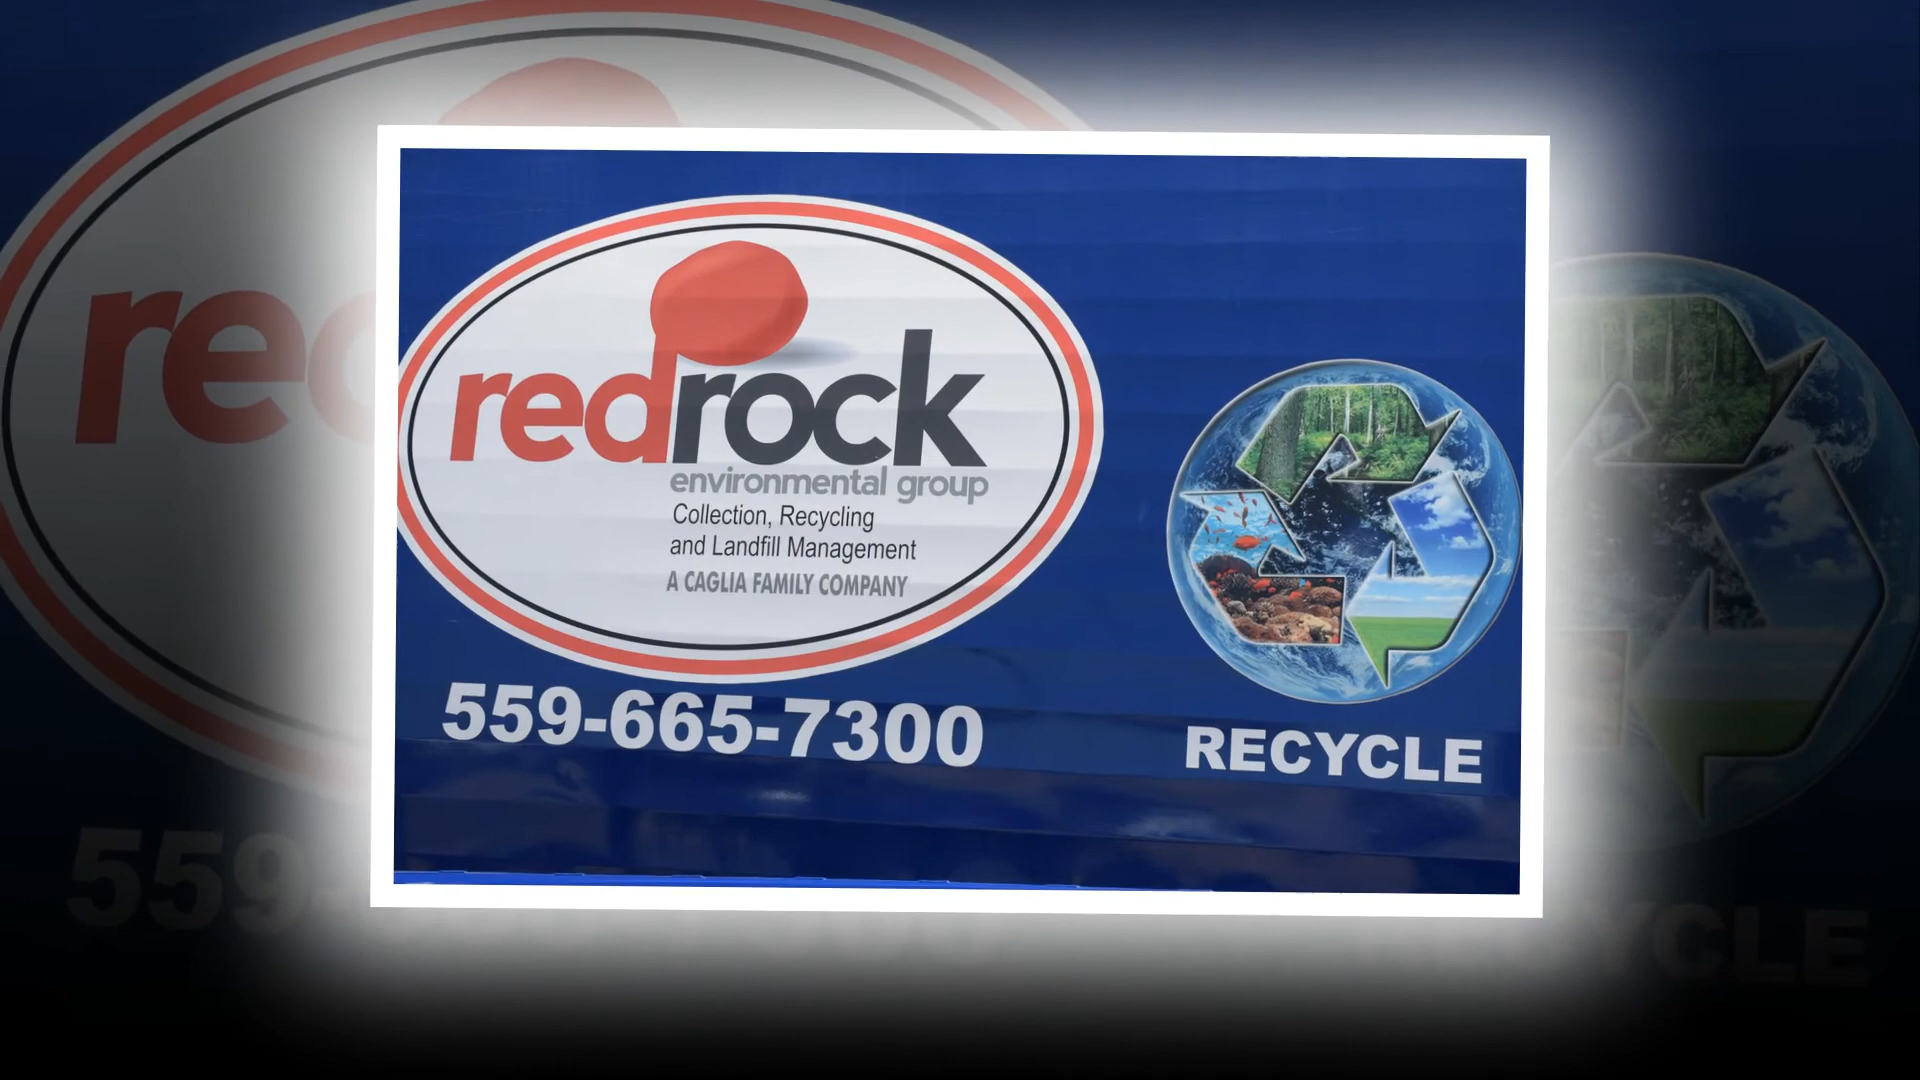 redrock
environmental group
Collection, Recycling
and Landfill Management
A CAGLIA FAMILY COMPANY
559-665-7300
RECYCLE